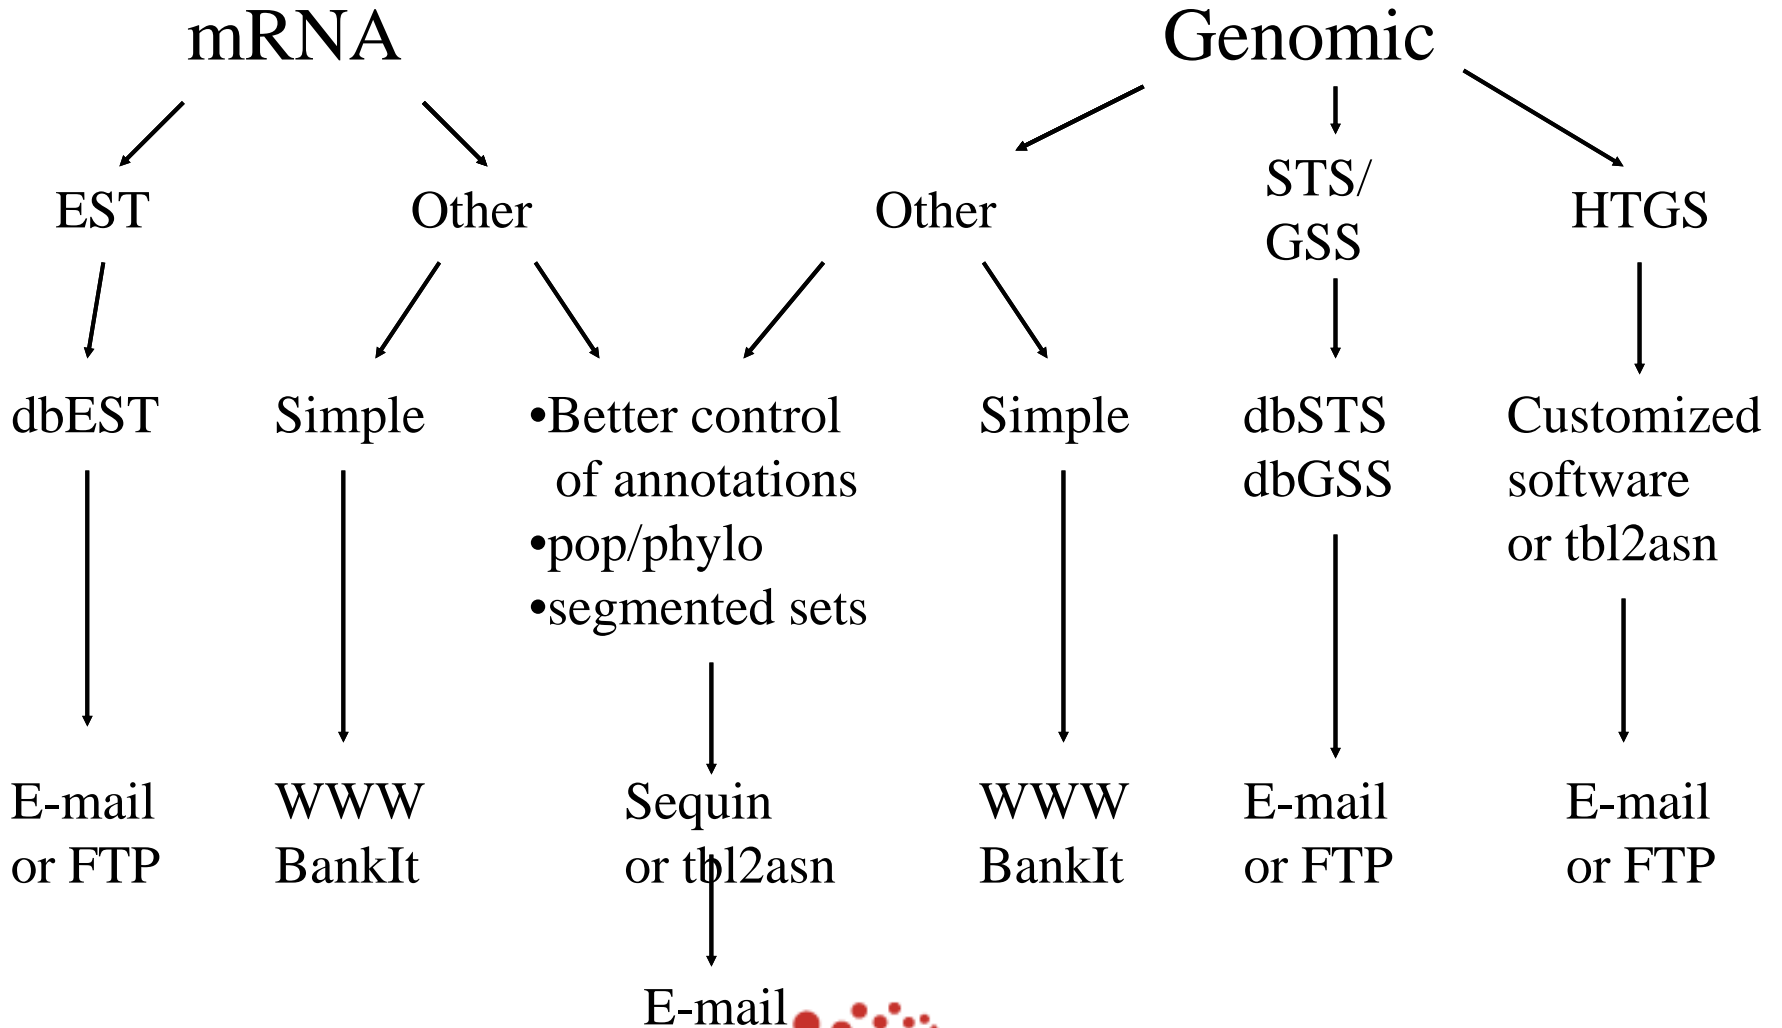 mRNA
Genomic
EST
Other
Other
STS/
GSS
HTGS
dbEST
Simple
•Better control
of annotations
•pop/phylo
•segmented sets
Simple
dbSTS
dbGSS
Customized
software
or tbl2asn
E-mail
or FTP
WWW
BankIt
Sequin
or tbl2asn
WWW
BankIt
E-mail
or FTP
E-mail
or FTP
E-mail